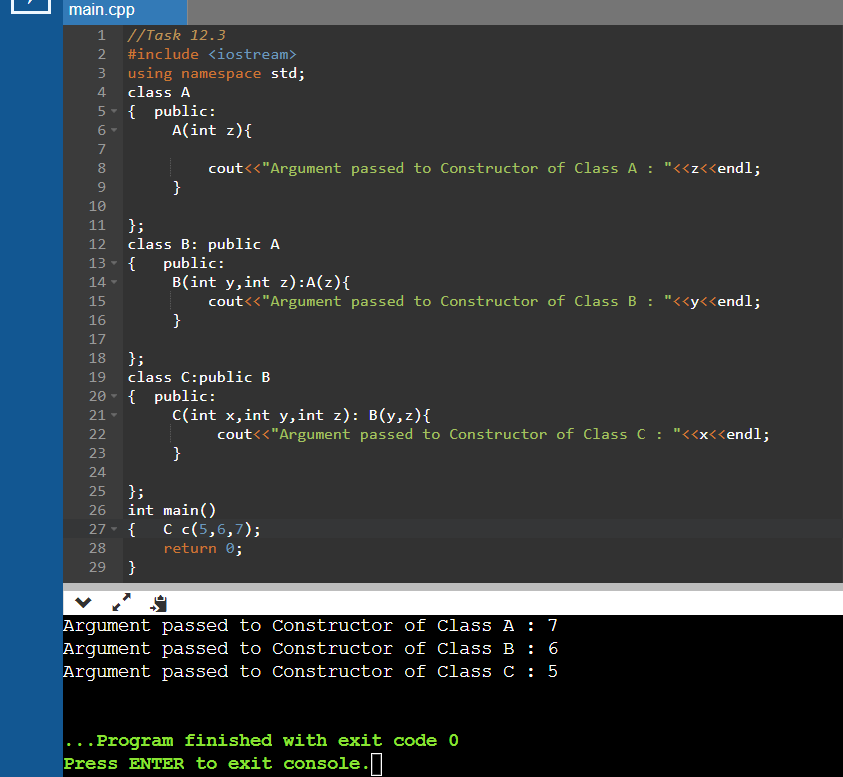 main.cpp
1 //Task 12.3
2 #include <iostream>
3 using namespace std;
4 class A
5 { public:
6 A(int z){
7
8 cout<<"Argument passed to Constructor of Class A : "<<z<<endl;
9 }
10
11 };
12 class B: public A
13 { public:
14 B(int y,int z):A(z){
15 cout<<"Argument passed to Constructor of Class B : "<<y<<endl;
16 }
17
18 };
19 class C:public B
20 { public:
21 C(int x,int y,int z): B(y,z){
22 cout<<"Argument passed to Constructor of Class C : "<<x<<endl;
23 }
24
25 };
26 int main()
27 { C c(5,6,7);
28 return 0;
29 }
Argument passed to Constructor of Class A : 7
Argument passed to Constructor of Class B : 6
Argument passed to Constructor of Class C : 5
...Program finished with exit code 0
Press ENTER to exit console.